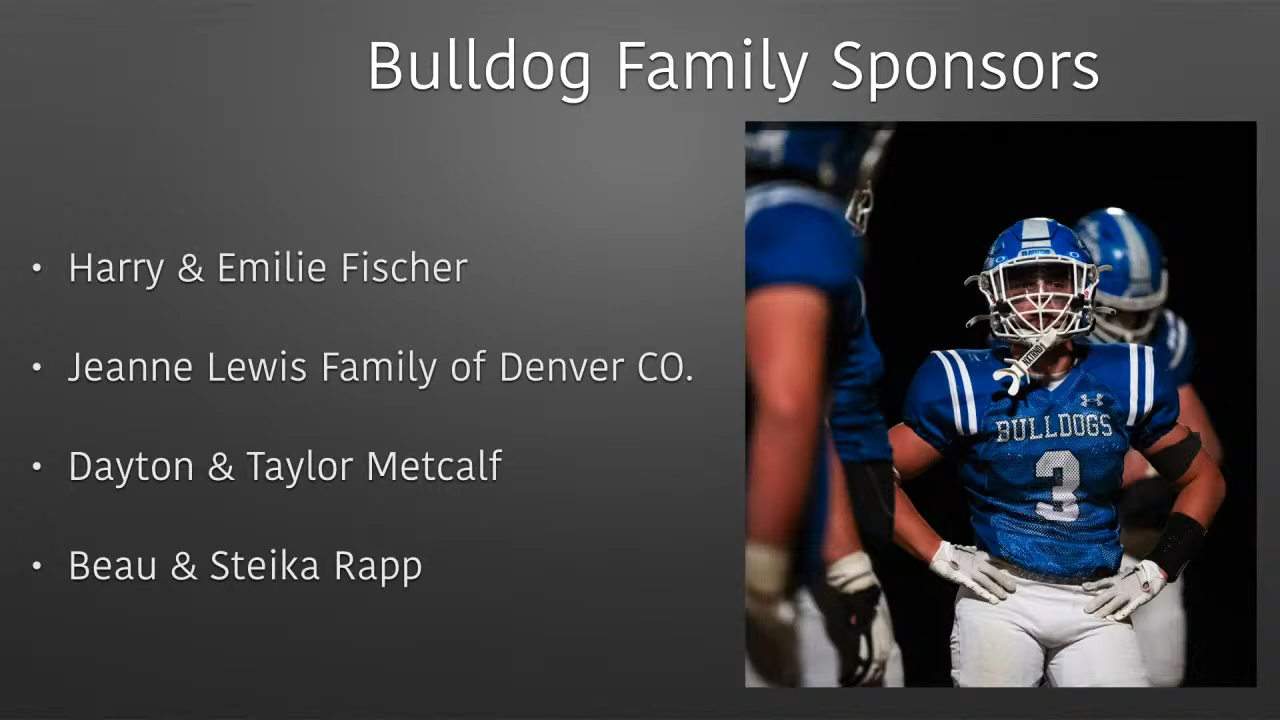 Bulldog Family Sponsors
• Harry & Emilie Fischer
• Jeanne Lewis Family of Denver CO.
• Dayton & Taylor Metcalf
• Beau & Steika Rapp
BULLDOGS
3